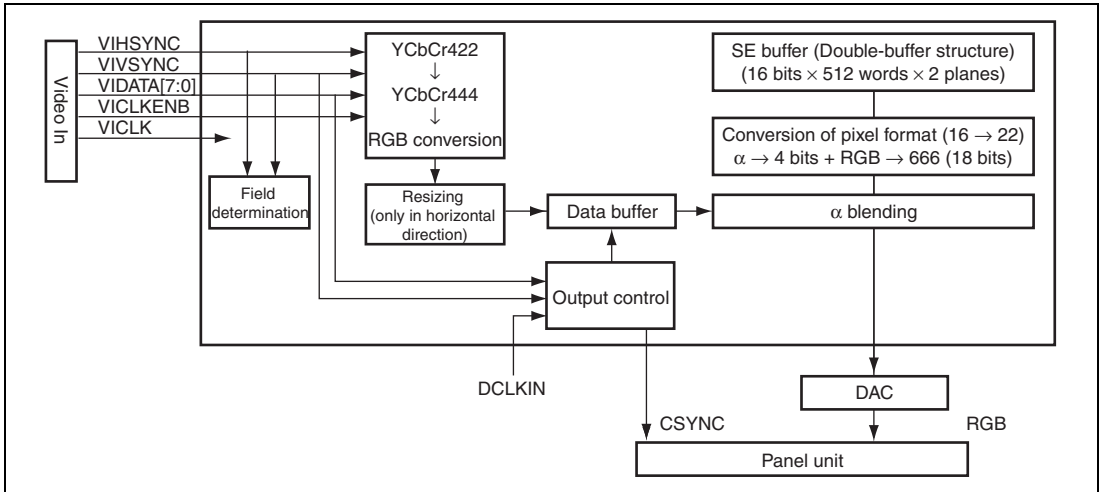 VIHSYNC
VIVSYNC
VIDATA[7:0]
VICLKENB
VICLK
Video In
YCbCr422
↓
YCbCr444
↓
RGB conversion
SE buffer (Double-buffer structure)
(16 bits × 512 words × 2 planes)
Conversion of pixel format (16 → 22)
α → 4 bits + RGB → 666 (18 bits)
Field
determination
Resizing
(only in horizontal
direction)
Data buffer
α blending
Output control
DCLKIN
DAC
CSYNC
RGB
Panel unit